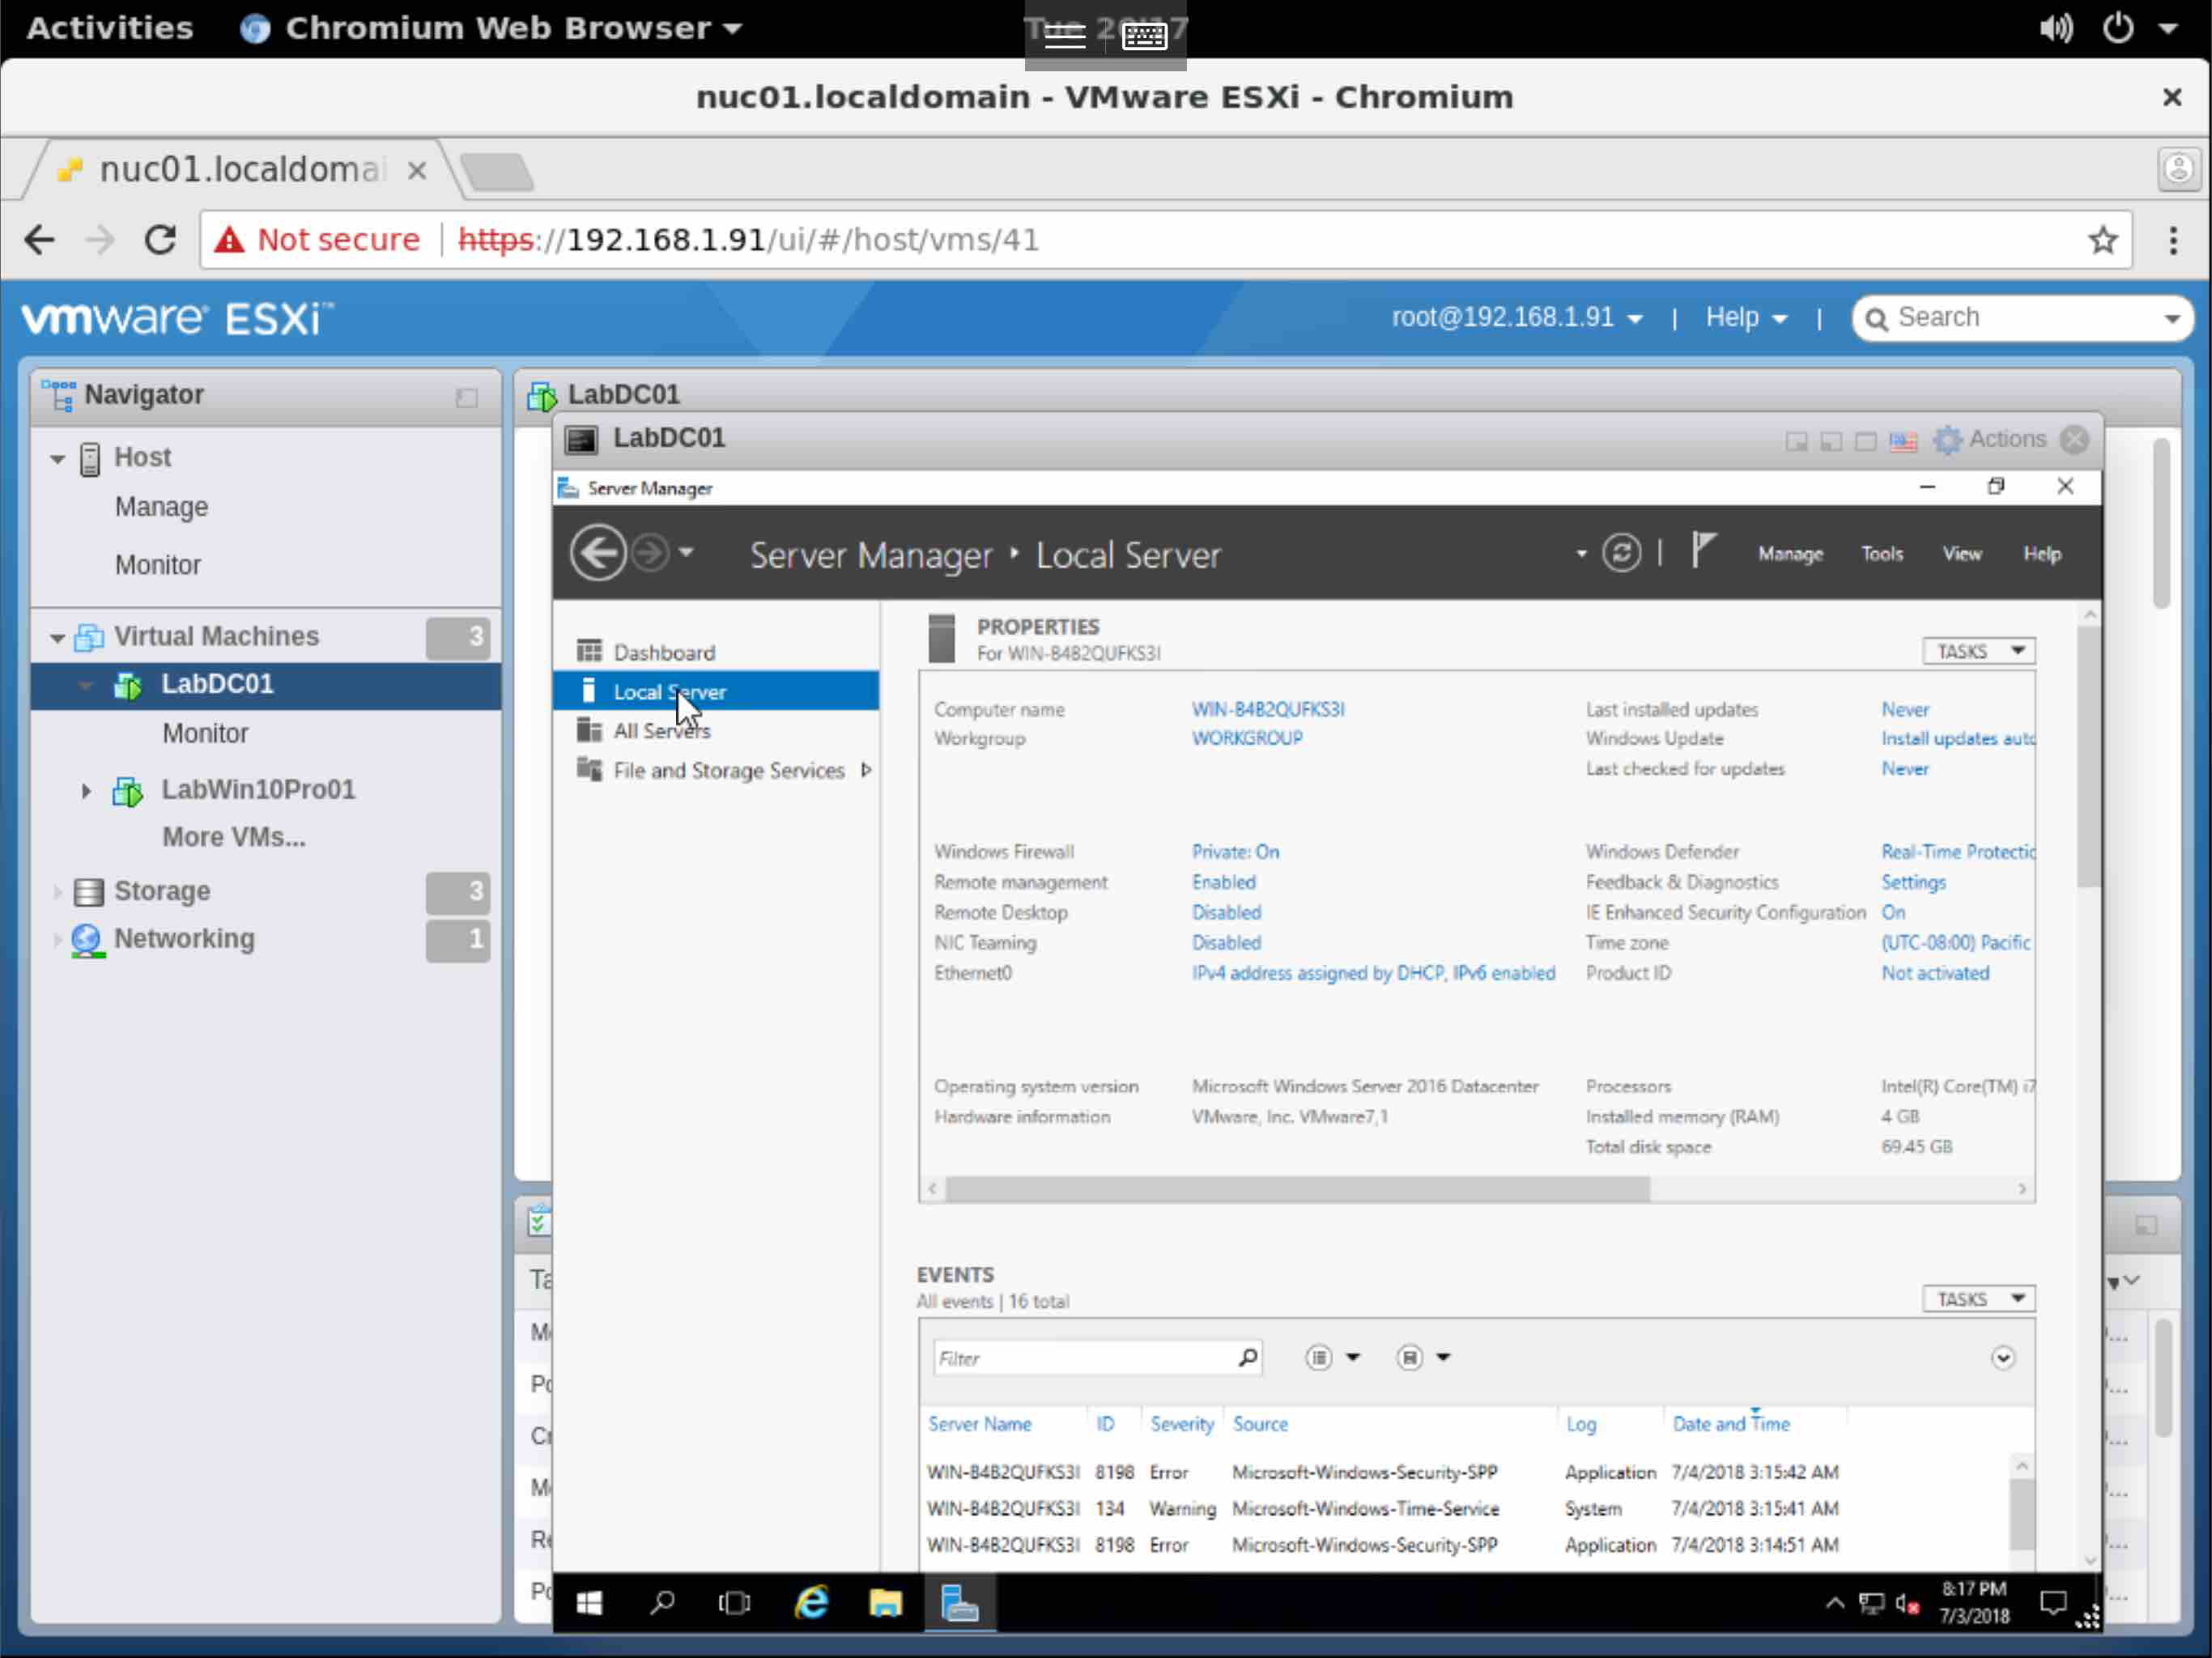 Activities Chromium Web Browser
nuc01.localdomain - VMware ESXi - Chromium
nuc01.localdomai
Not secure https://192.168.1.91/ui/#/host/vms/41
vmware ESXi™ root@192.168.1.91 | Help | Search
Navigator
Host
Manage
Monitor
Virtual Machines 3
LabDC01
Monitor
LabWin10Pro01
More VMs...
Storage 3
Networking 1
LabDC01
LabDC01 Actions
Server Manager
Server Manager Local Server Manage Tools View Help
Dashboard
Local Server
All Servers
File and Storage Services
PROPERTIES
For WIN-B4B2QUFKS3I TASKS
Computer name WIN-B4B2QUFKS3I Last installed updates Never
Workgroup WORKGROUP Windows Update Install updates auto
Last checked for updates Never
Windows Firewall Private: On Windows Defender Real-Time Protectio
Remote management Enabled Feedback & Diagnostics Settings
Remote Desktop Disabled IE Enhanced Security Configuration On
NIC Teaming Disabled Time zone (UTC-08:00) Pacific
Ethernet0 IPv4 address assigned by DHCP, IPv6 enabled Product ID Not activated
Operating system version Microsoft Windows Server 2016 Datacenter Processors Intel(R) Core(TM) i7
Hardware information VMware, Inc. VMware7,1 Installed memory (RAM) 4 GB
Total disk space 69.45 GB
EVENTS
All events | 16 total TASKS
Filter
Server Name ID Severity Source Log Date and Time
WIN-B4B2QUFKS3I 8198 Error Microsoft-Windows-Security-SPP Application 7/4/2018 3:15:42 AM
WIN-B4B2QUFKS3I 134 Warning Microsoft-Windows-Time-Service System 7/4/2018 3:15:41 AM
WIN-B4B2QUFKS3I 8198 Error Microsoft-Windows-Security-SPP Application 7/4/2018 3:14:51 AM
8:17 PM
7/3/2018